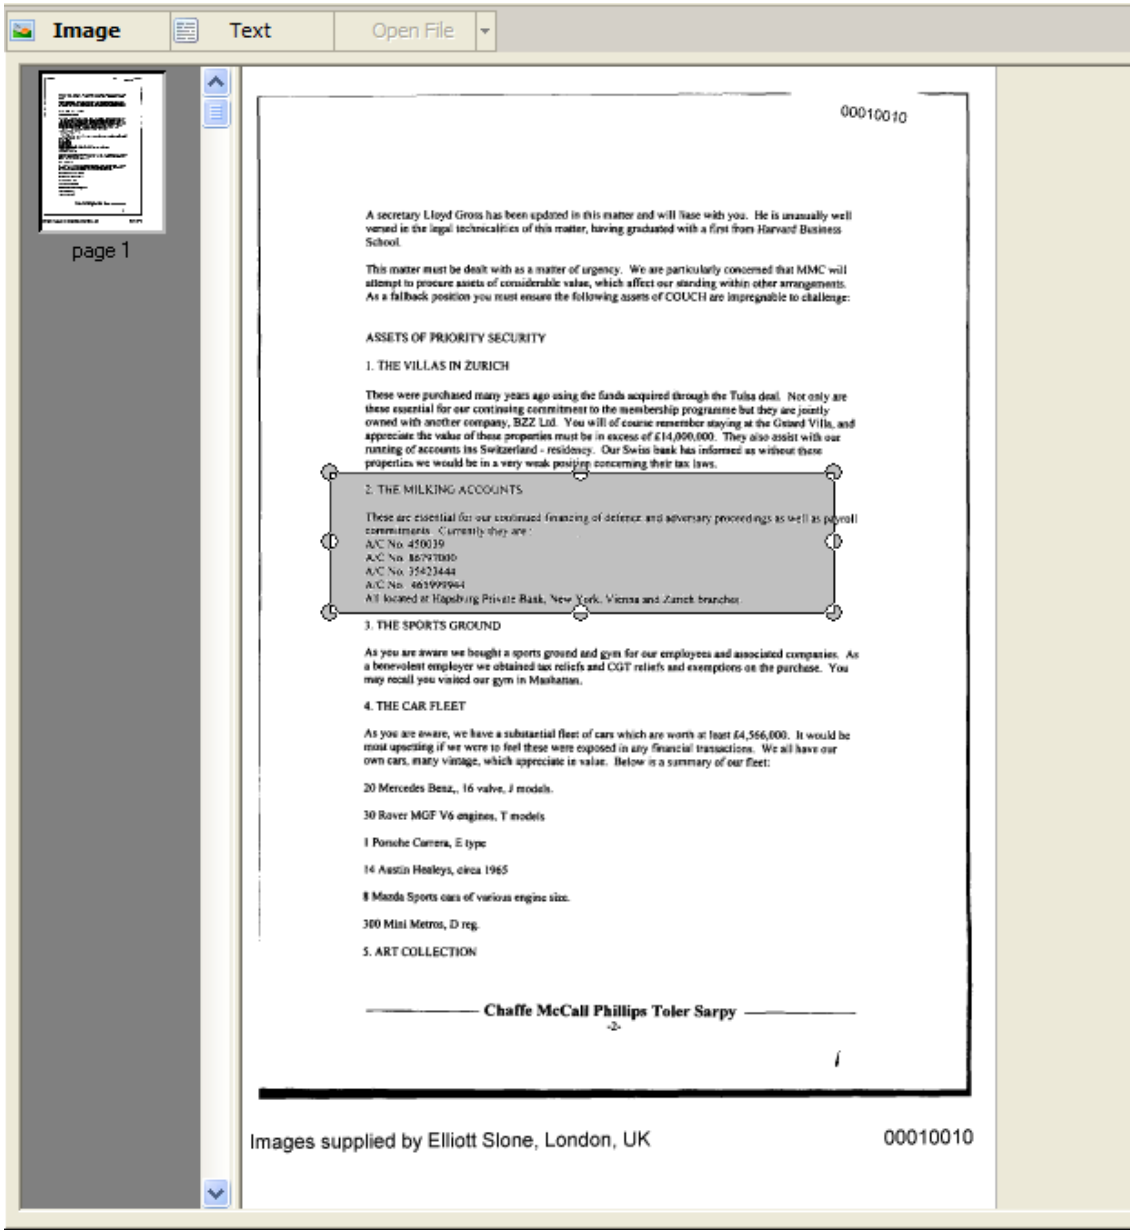 Image
Text
Open File
page 1
00010010
A secretary Lloyd Gross has been updated in this matter and will liase with you. He is unusually well
versed in the legal technicalities of this matter, having graduated with a first from Harvard Business
School.
This matter must be dealt with as a matter of urgency. We are particularly concerned that MMC will
attempt to procure assets of considerable value, which affect our standing within other arrangements.
As a fallback position you must ensure the following assets of COUCH are impregnable to challenge:
ASSETS OF PRIORITY SECURITY
1. THE VILLAS IN ZURICH
These were purchased many years ago using the funds acquired through the Tulsa deal. Not only are
these essential for our continuing commitment to the membership programme but they are jointly
owned with another company, BZZ Ltd. You will of course remember staying at the Gstard Villa, and
appreciate the value of these properties must be in excess of £14,000,000. They also assist with our
running of accounts ins Switzerland - residency. Our Swiss bank has informed us without these
properties we would be in a very weak position concerning their tax laws.
2. THE MILKING ACCOUNTS
These are essential for our continued financing of defence and adversary proceedings as well as payroll
commitments. Currently they are :
A/C No. 450039
A/C No. 86797000
A/C No. 35423444
A/C No. 465999944
All located at Hapsburg Private Bank, New York, Vienna and Zurich branches.
3. THE SPORTS GROUND
As you are aware we bought a sports ground and gym for our employees and associated companies. As
a benevolent employer we obtained tax reliefs and CGT reliefs and exemptions on the purchase. You
may recall you visited our gym in Manhattan.
4. THE CAR FLEET
As you are aware, we have a substantial fleet of cars which are worth at least £4,566,000. It would be
most upsetting if we were to feel these were exposed in any financial transactions. We all have our
own cars, many vintage, which appreciate in value. Below is a summary of our fleet:
20 Mercedes Benz,, 16 valve, J models.
30 Rover MGF V6 engines, T models
1 Porsche Carrera, E type
14 Austin Healeys, circa 1965
8 Mazda Sports cars of various engine size.
300 Mini Metros, D reg.
5. ART COLLECTION
Chaffe McCall Phillips Toler Sarpy
-2-
Images supplied by Elliott Slone, London, UK
00010010